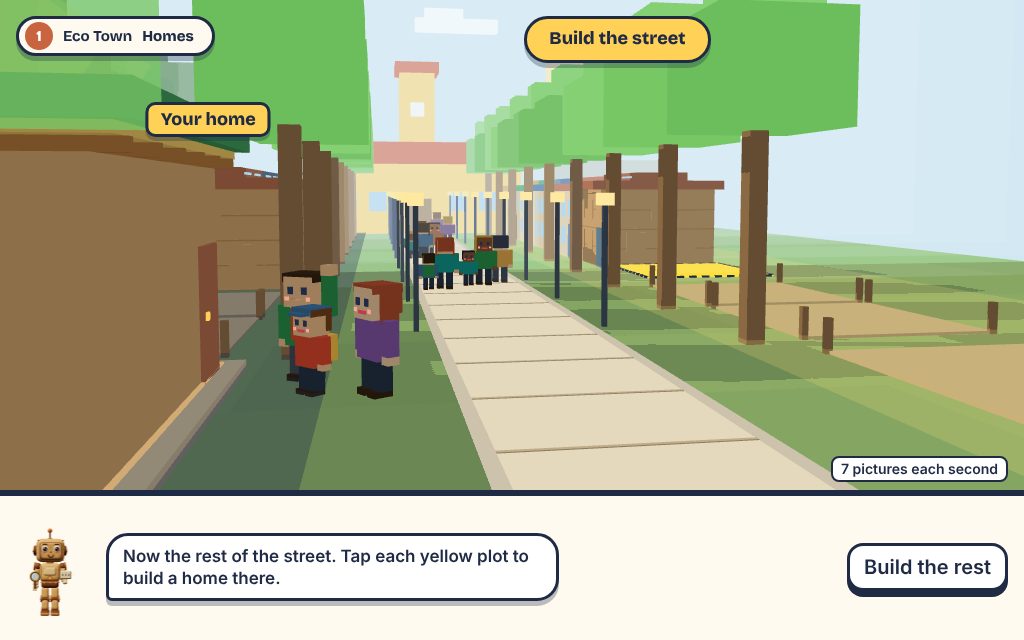 1 Eco Town Homes
Build the street
Your home
7 pictures each second
Now the rest of the street. Tap each yellow plot to
build a home there.
Build the rest